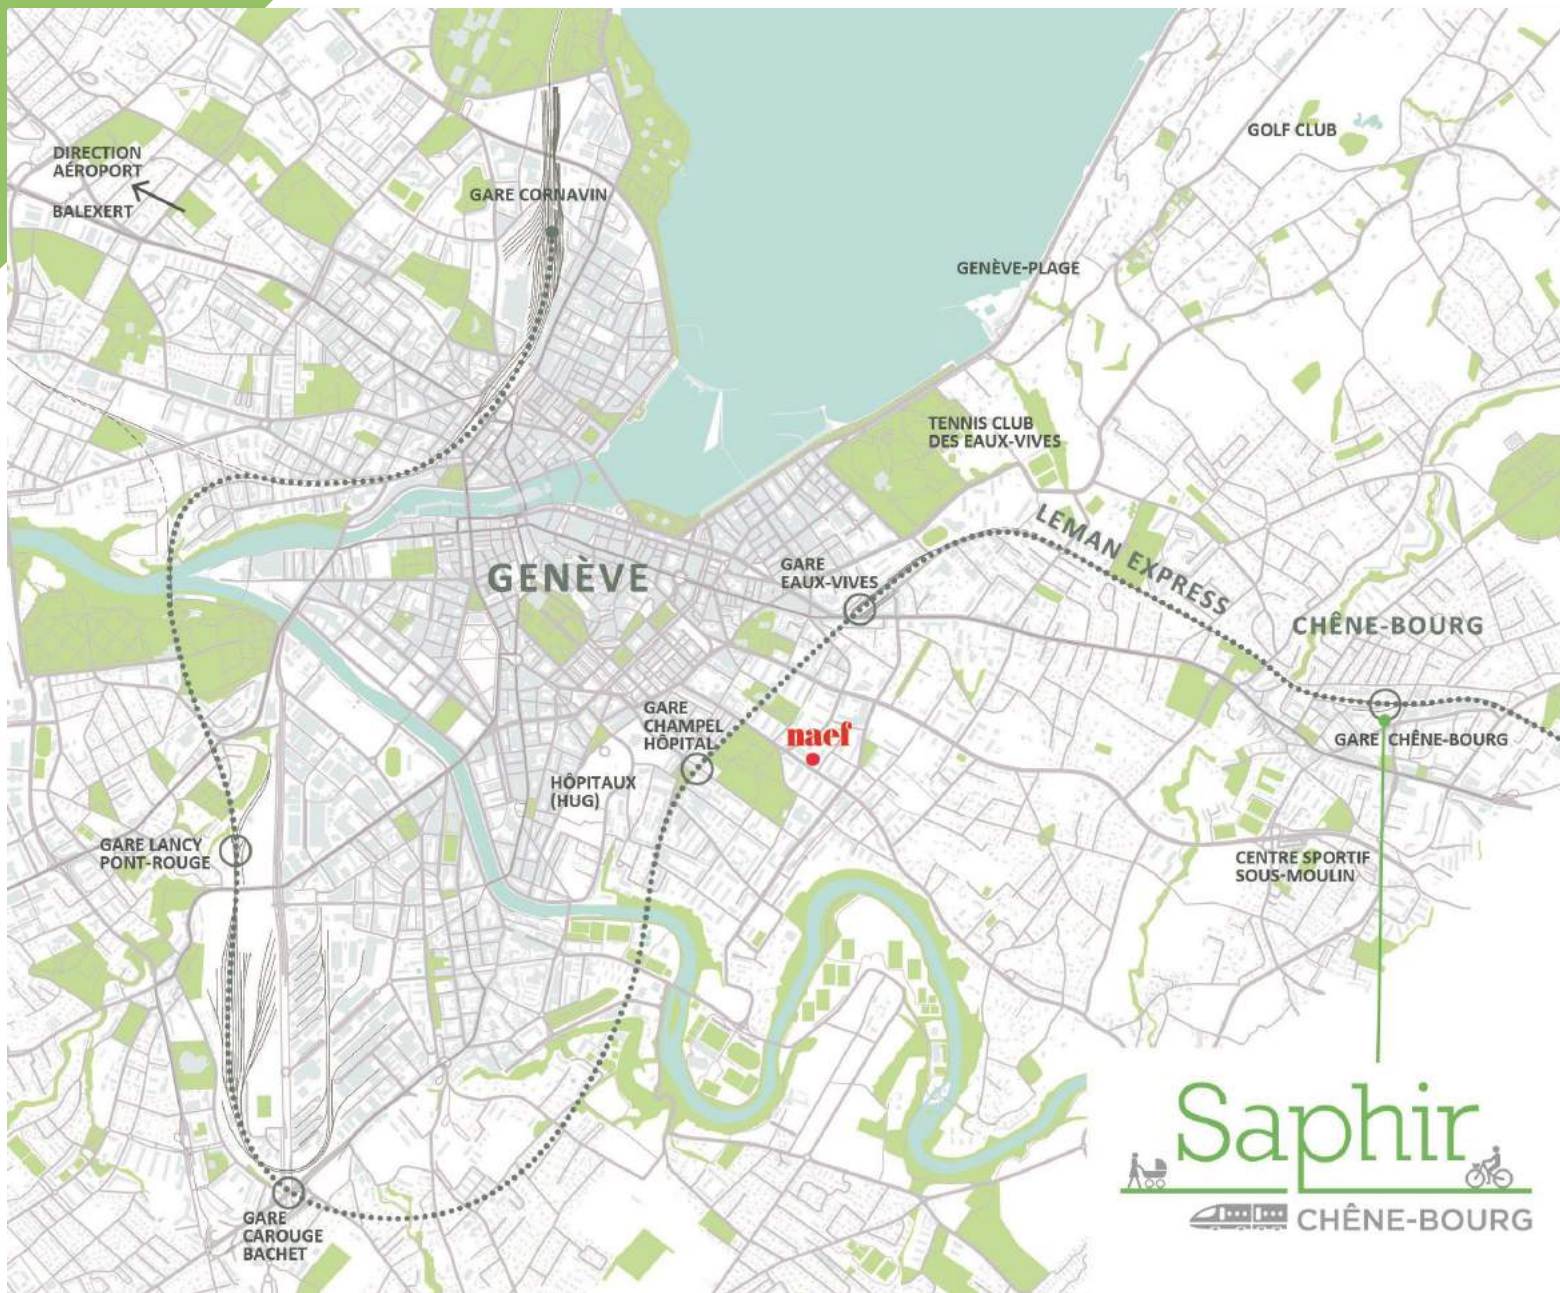 GOLF CLUB
DIRECTION
AÉROPORT
BALEXERT
GARE CORNAVIN
GENÈVE-PLAGE
TENNIS CLUB
DES EAUX-VIVES
LEMAN EXPRESS
GENÈVE
GARE
EAUX-VIVES
CHÊNE-BOURG
GARE
CHAMPEL
HÔPITAL
naef
GARE CHÊNE-BOURG
HÔPITAUX
(HUG)
GARE LANCY
PONT-ROUGE
CENTRE SPORTIF
SOUS-MOULIN
Saphir
CHÊNE-BOURG
GARE
CAROUGE
BACHET